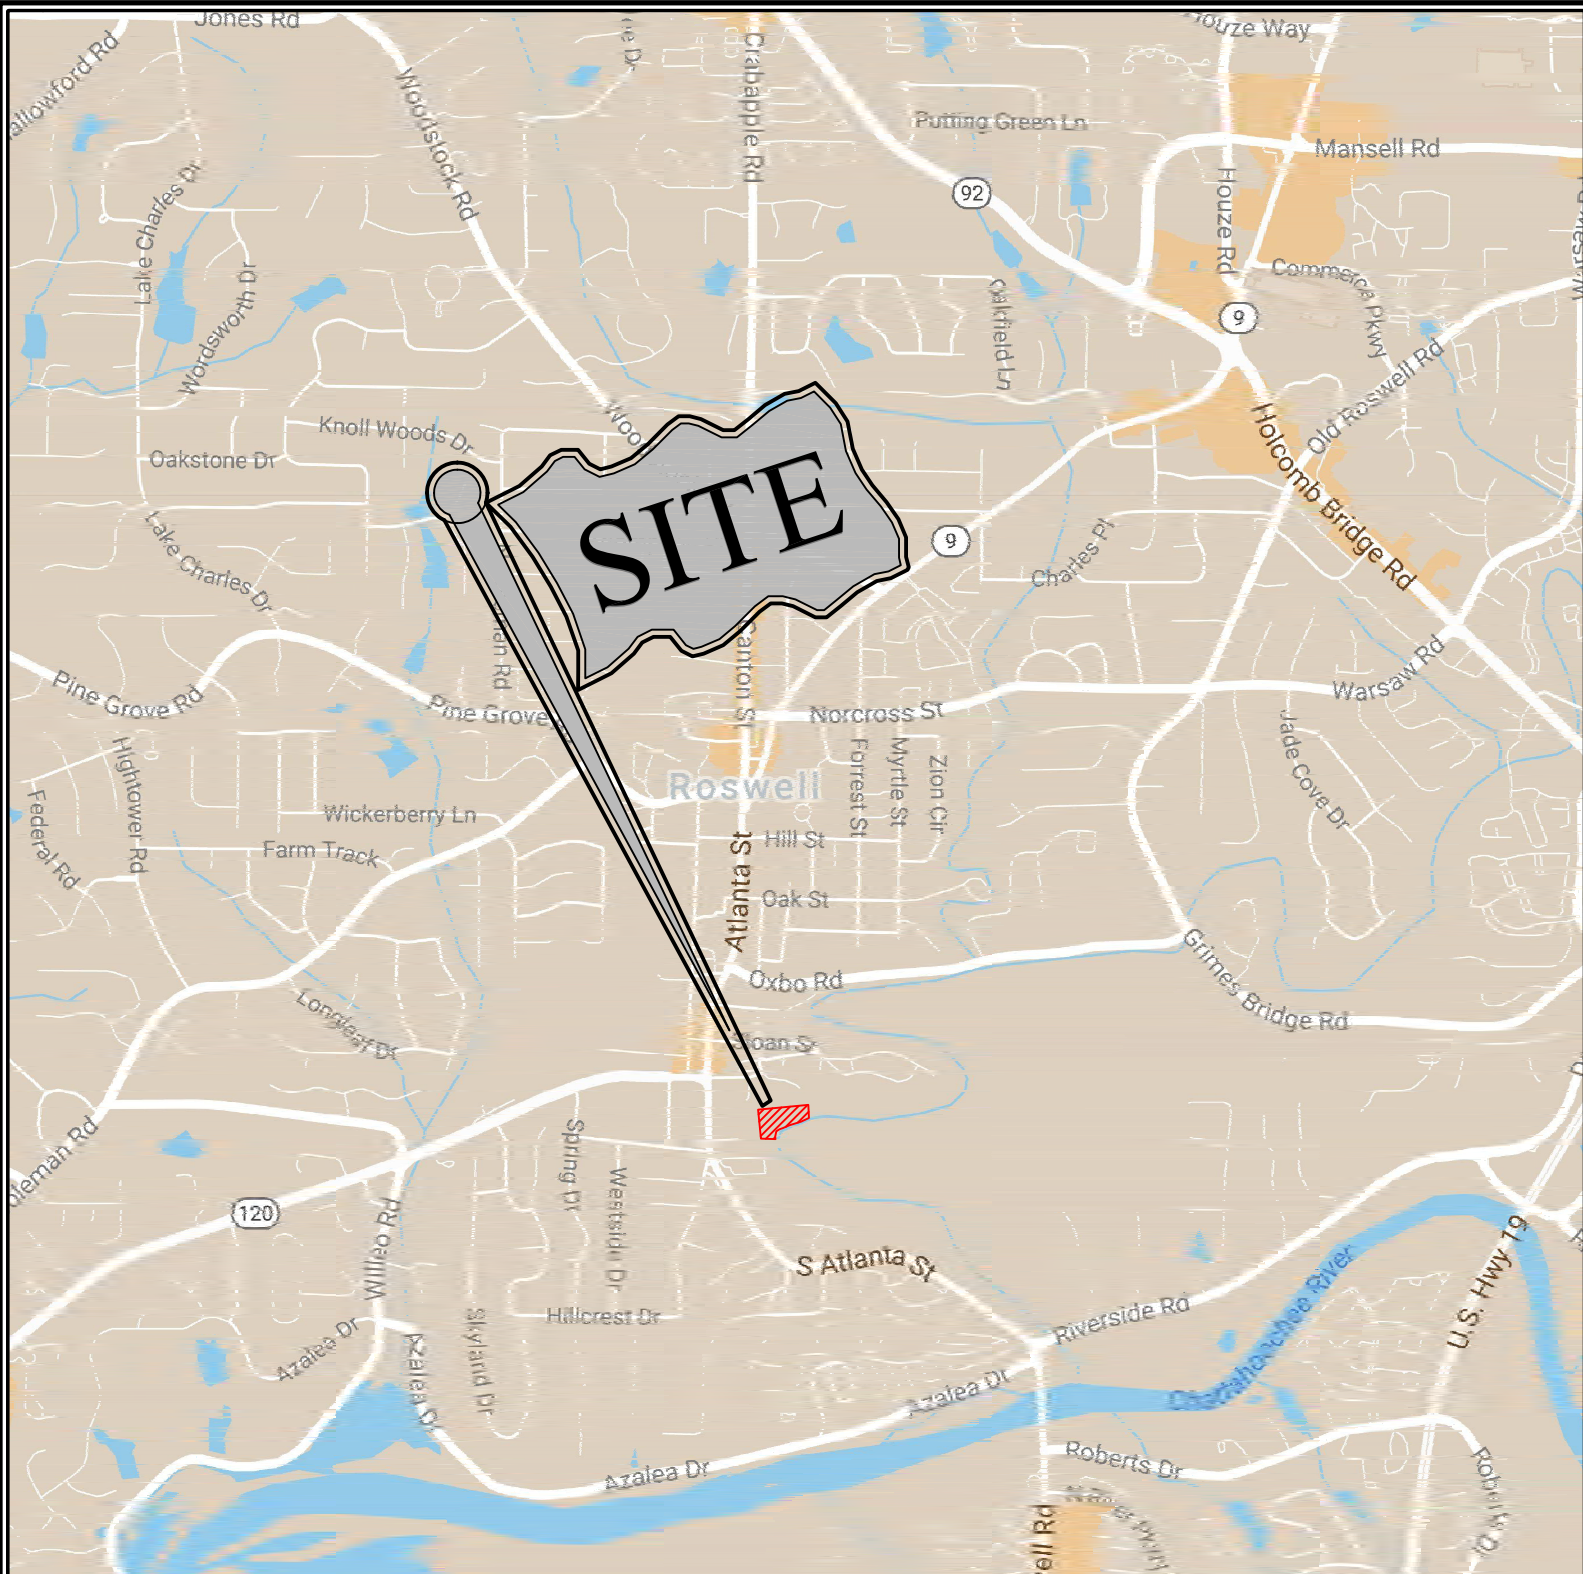 Jones Rd
Houze Way
Woodstock Rd
Crabapple Rd
Putting Green Ln
Mansell Rd
92
Houze Rd
Lake Charles Dr
Wordsworth Dr
Commerce Pkwy
Oakfield Ln
9
Old Roswell Rd
Knoll Woods Dr
Oakstone Dr
Holcomb Bridge Rd
SITE
9
Lake Charles Dr
Charles Pl
Canton St
Warsaw Rd
Pine Grove Rd
Pine Grove
Norcross St
Hightower Rd
Forrest St
Myrtle St
Zion Cir
Jade Cove Dr
Roswell
Federal Rd
Wickerberry Ln
Farm Track
Hill St
Atlanta St
Oak St
Oxbo Rd
Grimes Bridge Rd
Longleaf Dr
Sloan St
Spring Dr
Westside Dr
120
Willeo Rd
S Atlanta St
U.S. Hwy 19
Chattahoochee River
Riverside Rd
Hillcrest Dr
Skyland Dr
Azalea Dr
Azalea Dr
Azalea Dr
Azalea Dr
Roberts Dr